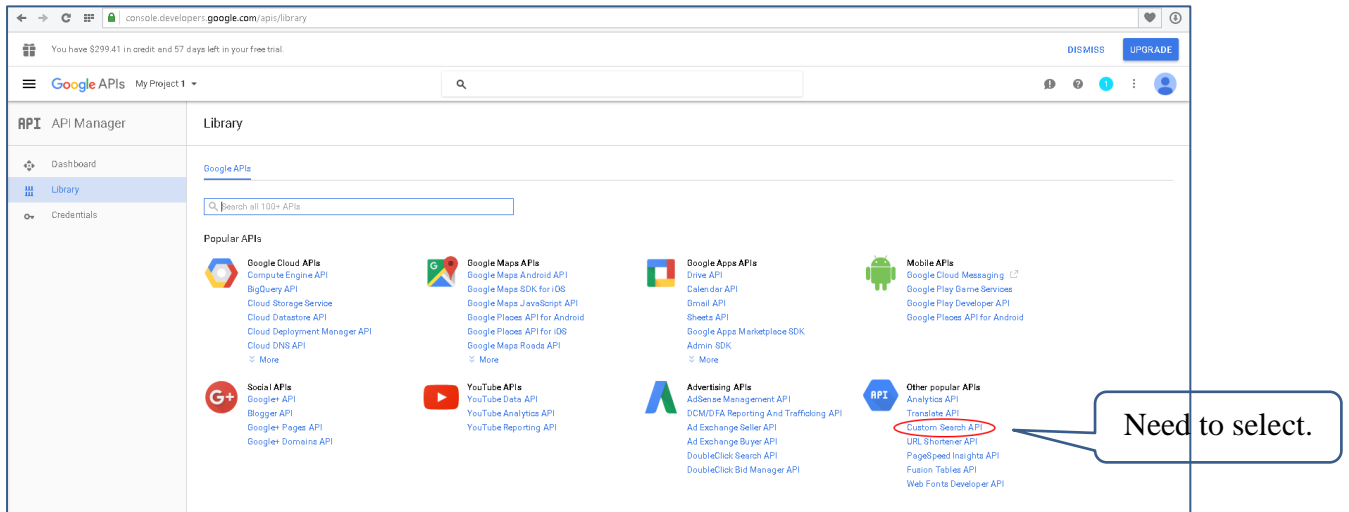 console.developers.google.com/apis/library
You have $299.41 in credit and 57 days left in your free trial.
DISMISS
UPGRADE
Google APIs
My Project 1
1
API
API Manager
Library
Dashboard
Library
Credentials
Google APIs
Search all 100+ APIs
Popular APIs
Google Cloud APIs
Compute Engine API
BigQuery API
Cloud Storage Service
Cloud Datastore API
Cloud Deployment Manager API
Cloud DNS API
More
Google Maps APIs
Google Maps Android API
Google Maps SDK for iOS
Google Maps JavaScript API
Google Places API for Android
Google Places API for iOS
Google Maps Roads API
More
Google Apps APIs
Drive API
Calendar API
Gmail API
Sheets API
Google Apps Marketplace SDK
Admin SDK
More
Mobile APIs
Google Cloud Messaging
Google Play Game Services
Google Play Developer API
Google Places API for Android
G+
Social APIs
Google+ API
Blogger API
Google+ Pages API
Google+ Domains API
YouTube APIs
YouTube Data API
YouTube Analytics API
YouTube Reporting API
Advertising APIs
AdSense Management API
DCM/DFA Reporting And Trafficking API
Ad Exchange Seller API
Ad Exchange Buyer API
DoubleClick Search API
DoubleClick Bid Manager API
API
Other popular APIs
Analytics API
Translate API
Custom Search API
URL Shortener API
PageSpeed Insights API
Fusion Tables API
Web Fonts Developer API
Need to select.